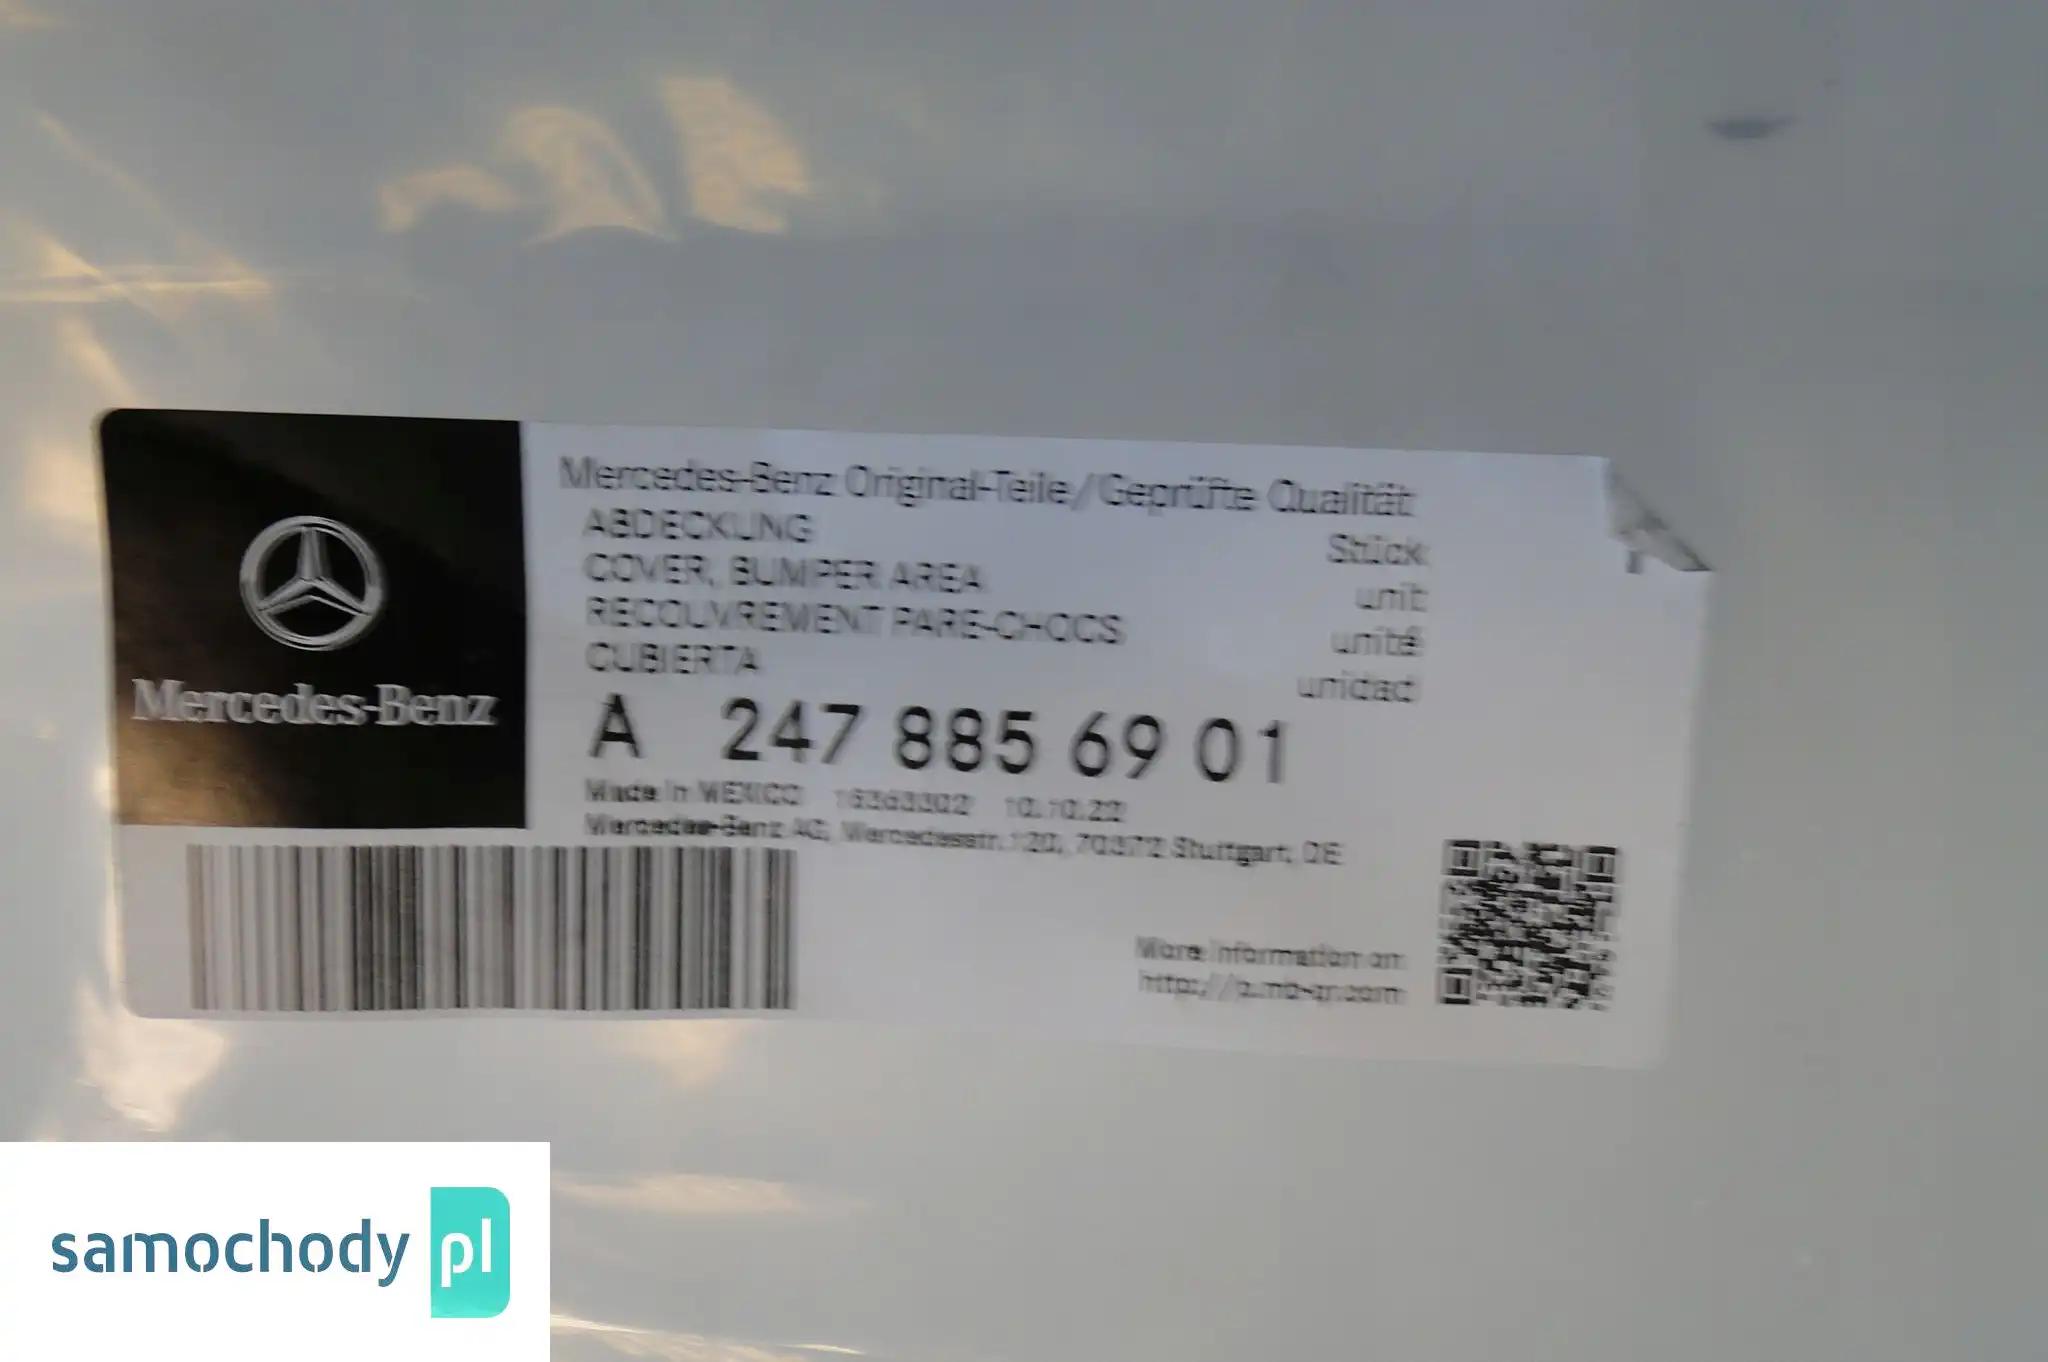 Mercedes-Benz
Mercedes-Benz Original-Teile/Geprüfte Qualität
ABDECKUNG
COVER, BUMPER AREA
RECOUVREMENT PARE-CHOCS
CUBIERTA
Stück
unit
unité
unidad
A 247 885 69 01
Made in MEXICO 10.10.22
Mercedes-Benz AG, Mercedesstr. 120, 70372 Stuttgart, DE
More information on
samochody pl